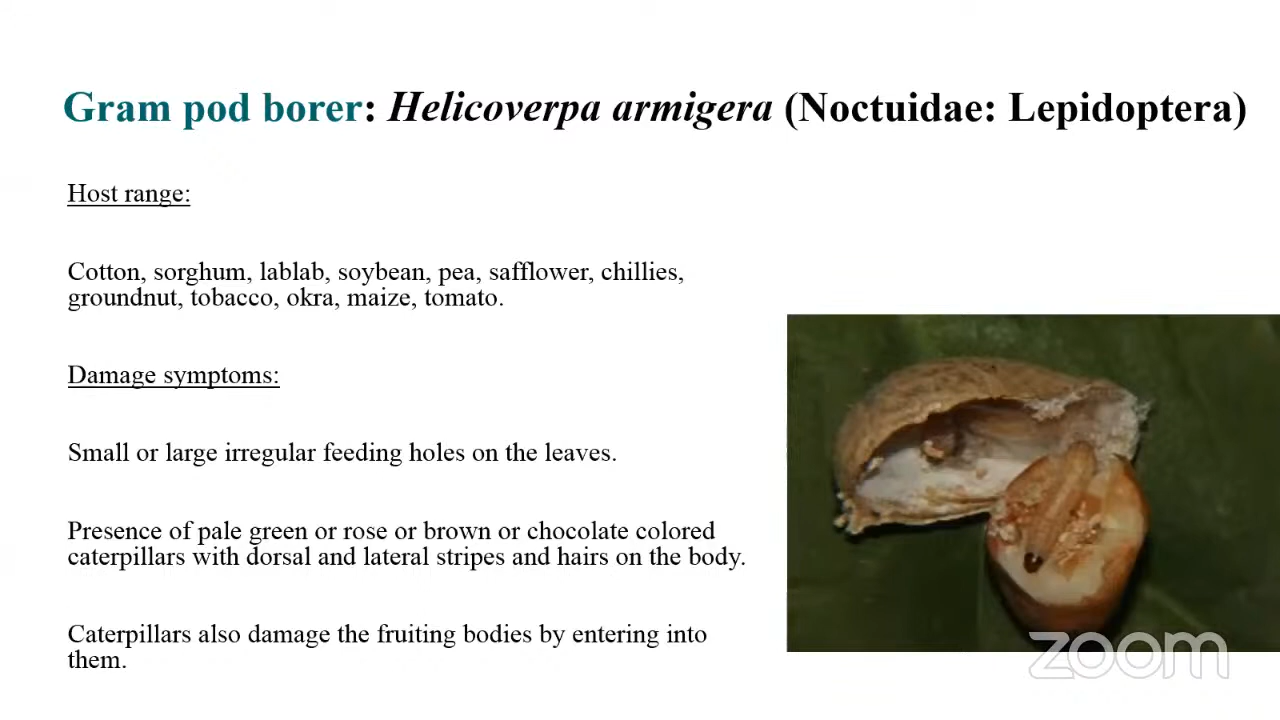 Gram pod borer: Helicoverpa armigera (Noctuidae: Lepidoptera)
Host range:
Cotton, sorghum, lablab, soybean, pea, safflower, chillies,
groundnut, tobacco, okra, maize, tomato.
Damage symptoms:
Small or large irregular feeding holes on the leaves.
Presence of pale green or rose or brown or chocolate colored
caterpillars with dorsal and lateral stripes and hairs on the body.
Caterpillars also damage the fruiting bodies by entering into
them.
zoom